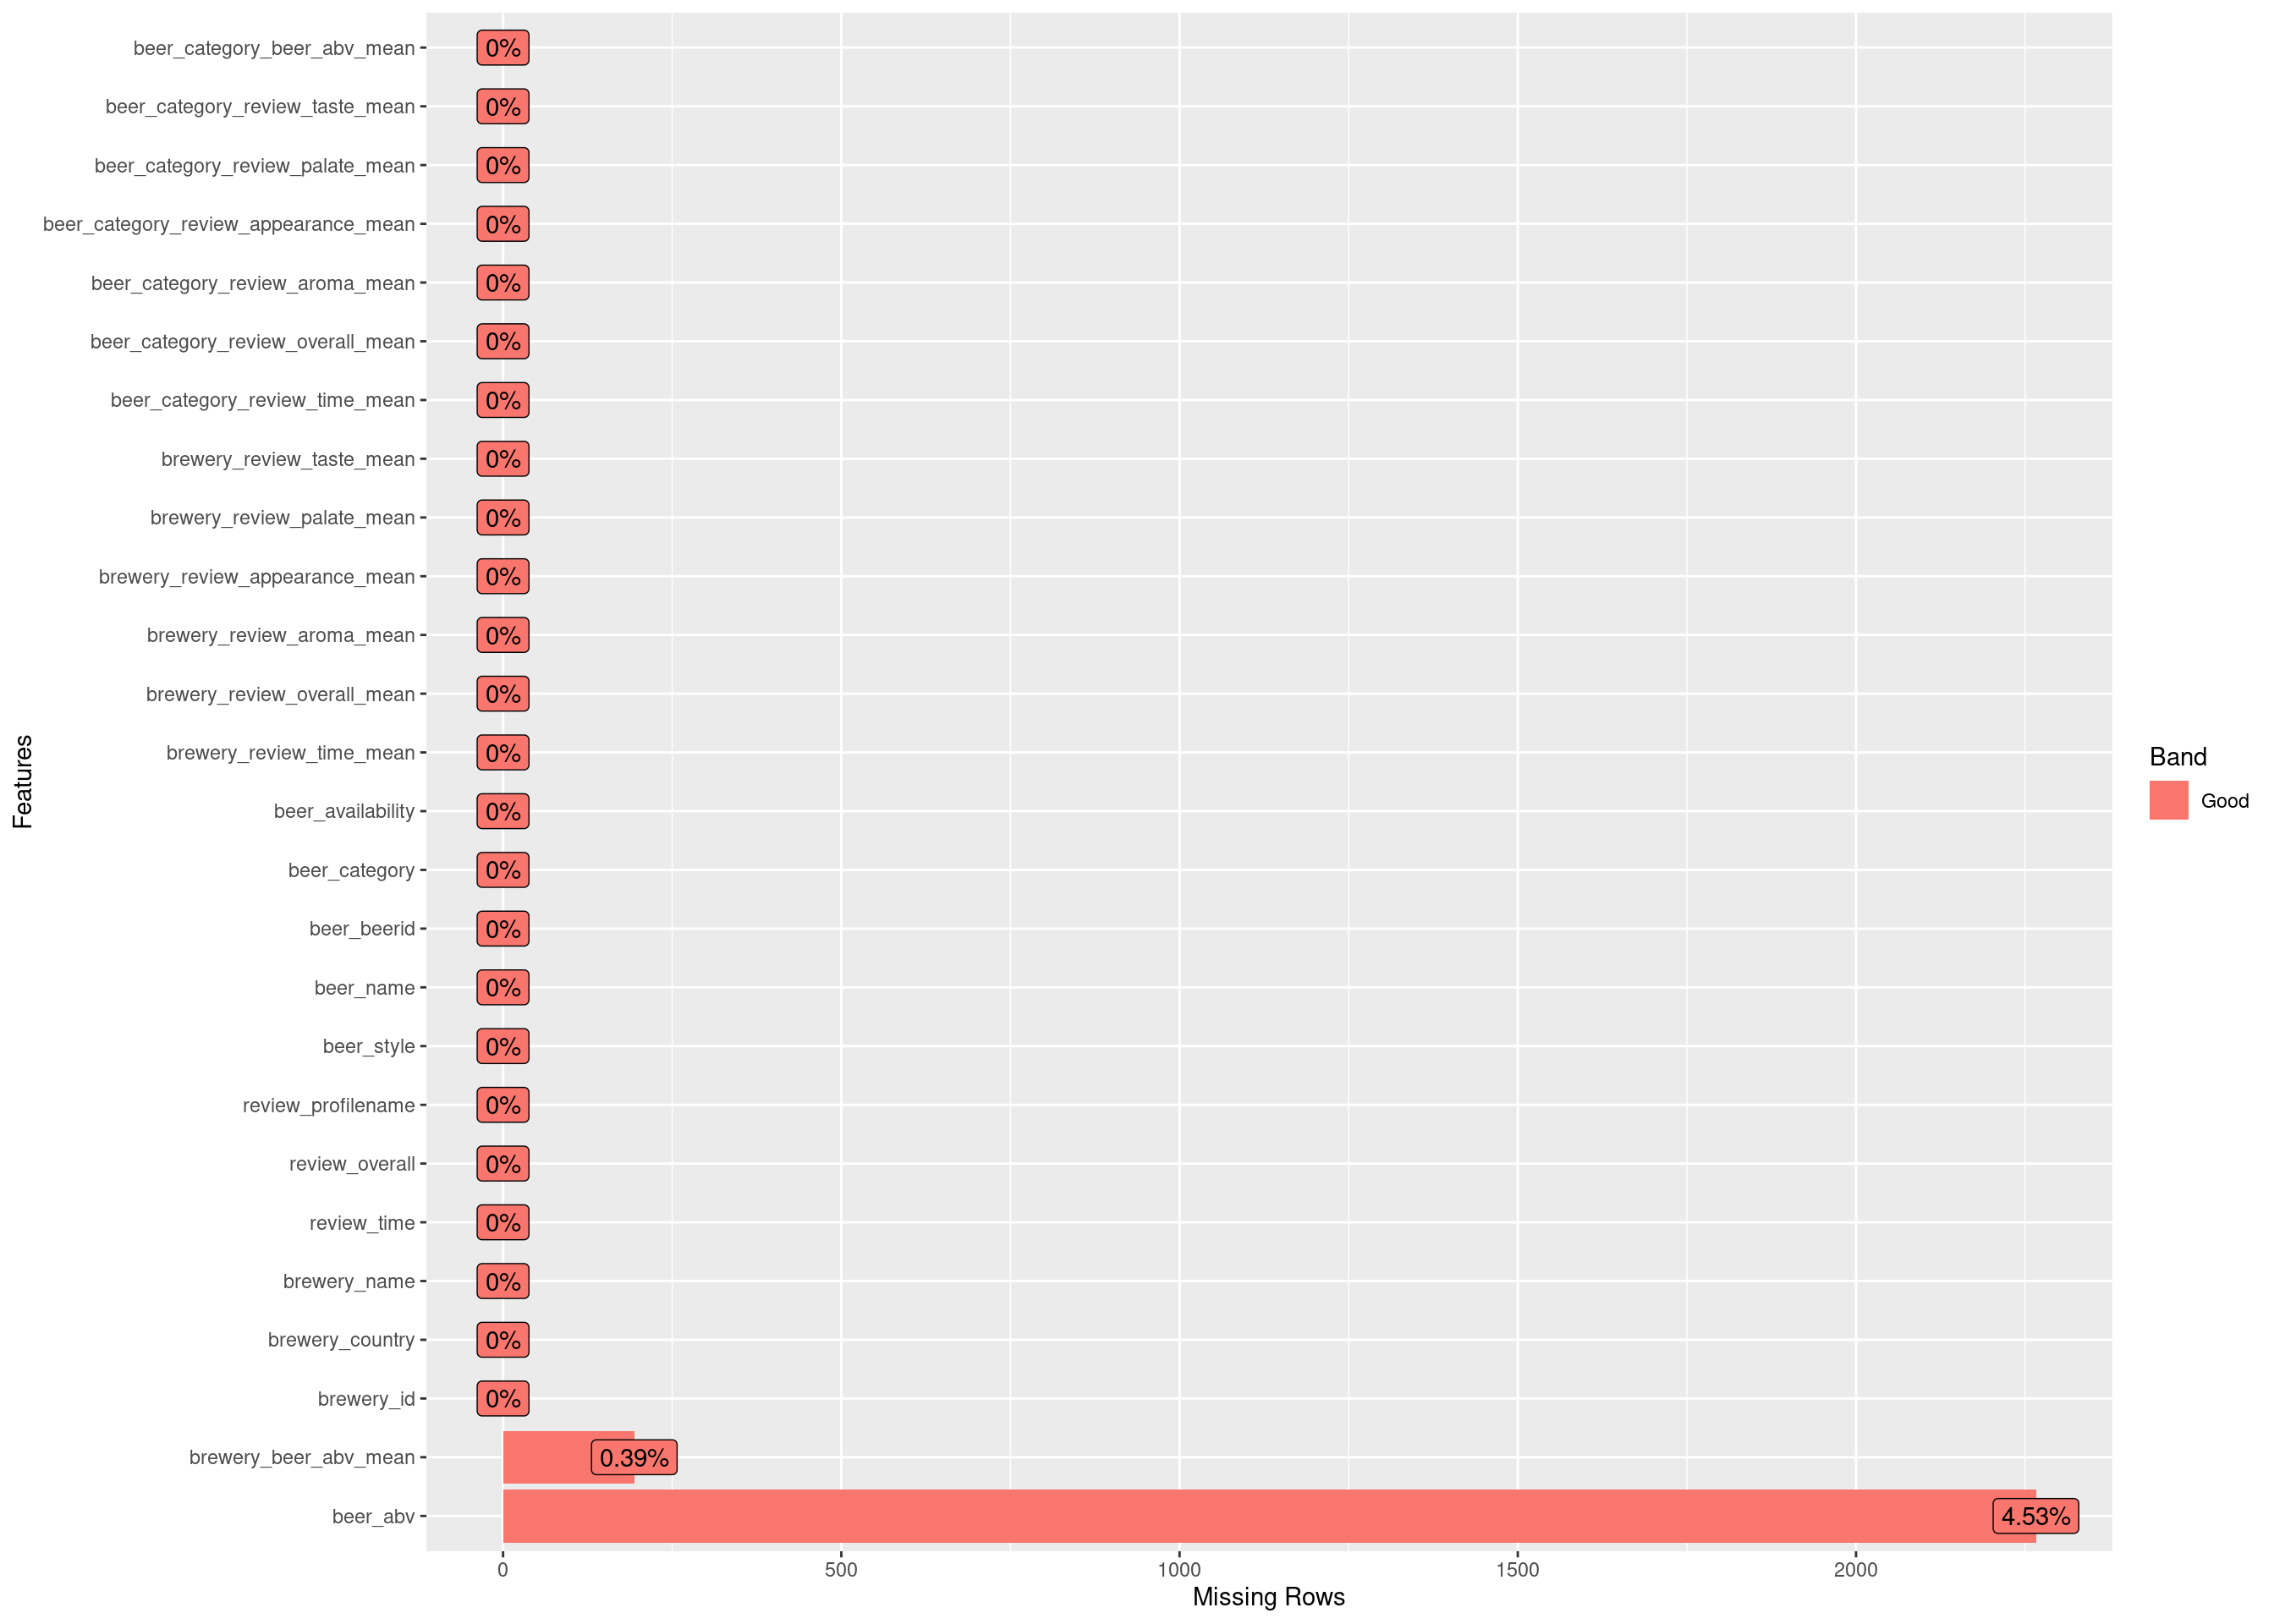 beer_category_beer_abv_mean 0%
beer_category_review_taste_mean 0%
beer_category_review_palate_mean 0%
beer_category_review_appearance_mean 0%
beer_category_review_aroma_mean 0%
beer_category_review_overall_mean 0%
beer_category_review_time_mean 0%
brewery_review_taste_mean 0%
brewery_review_palate_mean 0%
brewery_review_appearance_mean 0%
brewery_review_aroma_mean 0%
brewery_review_overall_mean 0%
brewery_review_time_mean 0%
beer_availability 0%
beer_category 0%
beer_beerid 0%
beer_name 0%
beer_style 0%
review_profilename 0%
review_overall 0%
review_time 0%
brewery_name 0%
brewery_country 0%
brewery_id 0%
brewery_beer_abv_mean 0.39%
beer_abv 4.53%
0 500 1000 1500 2000
Missing Rows
Features
Band
Good